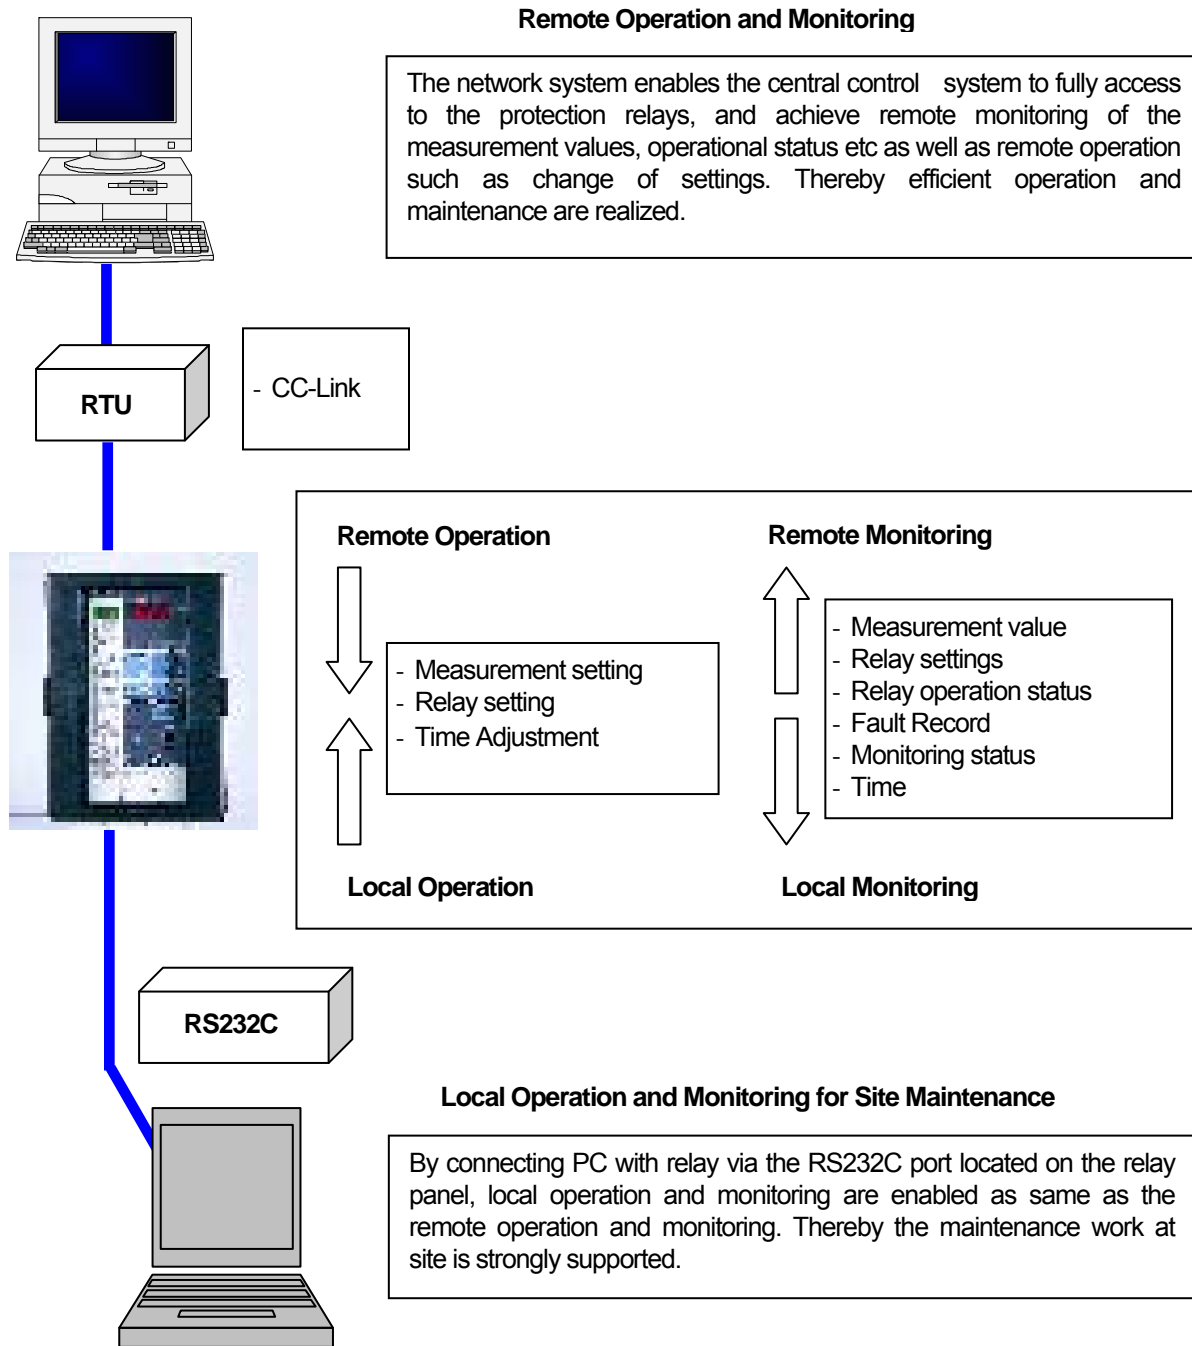 Remote Operation and Monitoring
The network system enables the central control system to fully access
to the protection relays, and achieve remote monitoring of the
measurement values, operational status etc as well as remote operation
such as change of settings. Thereby efficient operation and
maintenance are realized.
RTU
- CC-Link
Remote Operation
- Measurement setting
- Relay setting
- Time Adjustment
Local Operation
Remote Monitoring
- Measurement value
- Relay settings
- Relay operation status
- Fault Record
- Monitoring status
- Time
Local Monitoring
RS232C
Local Operation and Monitoring for Site Maintenance
By connecting PC with relay via the RS232C port located on the relay
panel, local operation and monitoring are enabled as same as the
remote operation and monitoring. Thereby the maintenance work at
site is strongly supported.